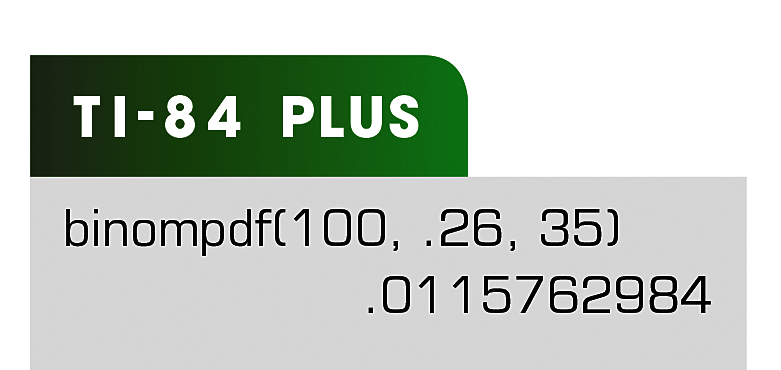 TI-84 PLUS
binompdf(100, .26, 35)
.0115762984